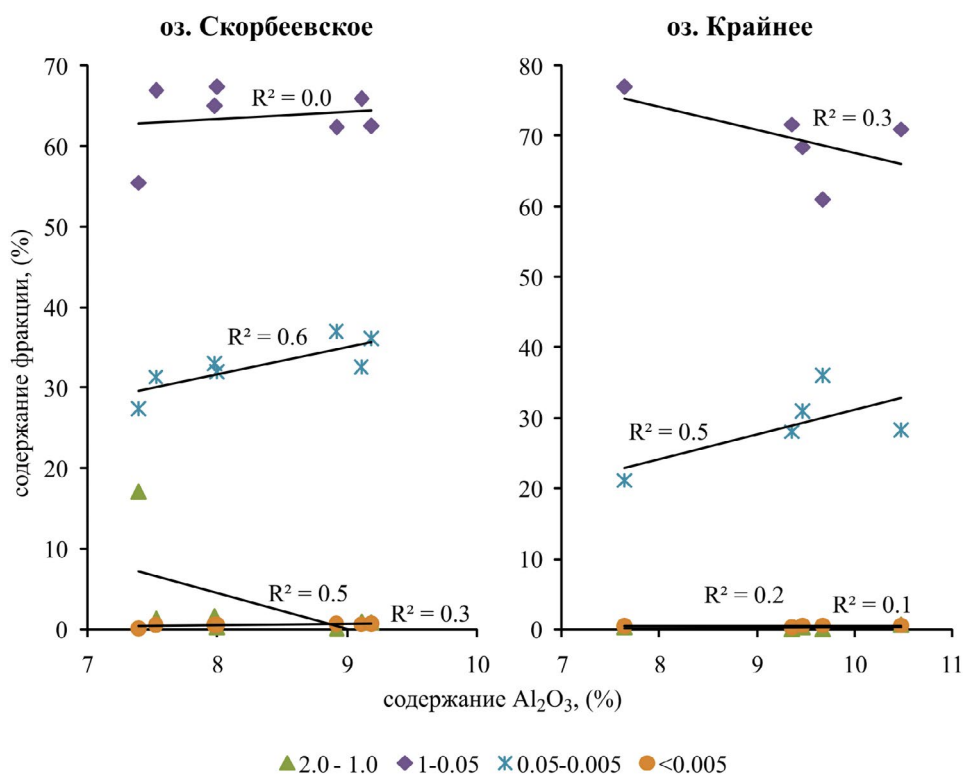 оз. Скорбеевское
70
60
50
40
30
20
10
0
7
8
9
10
R² = 0.0
R² = 0.6
R² = 0.5
R² = 0.3
содержание фракции, (%)
оз. Крайнее
80
70
60
50
40
30
20
10
0
7
8
9
10
11
R² = 0.3
R² = 0.5
R² = 0.2
R² = 0.1
содержание Al₂O₃, (%)
2.0 - 1.0
1-0.05
0.05-0.005
<0.005